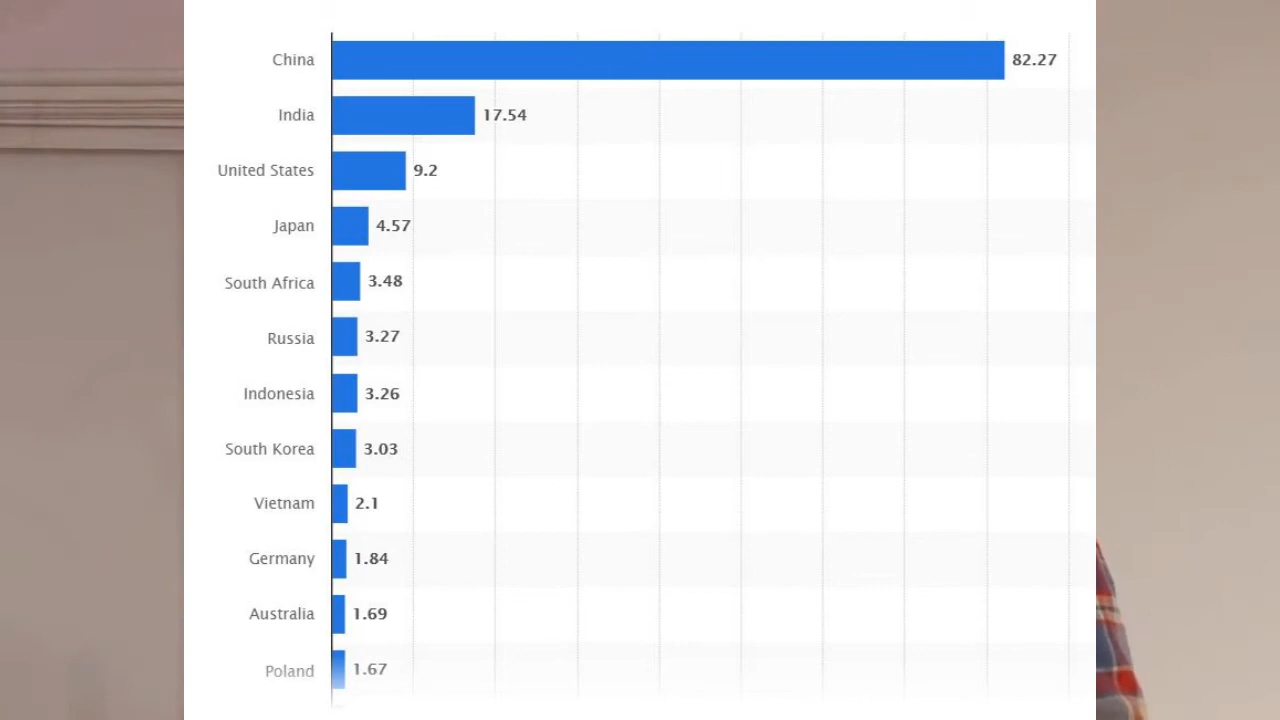 China 82.27
India 17.54
United States 9.2
Japan 4.57
South Africa 3.48
Russia 3.27
Indonesia 3.26
South Korea 3.03
Vietnam 2.1
Germany 1.84
Australia 1.69
Poland 1.67